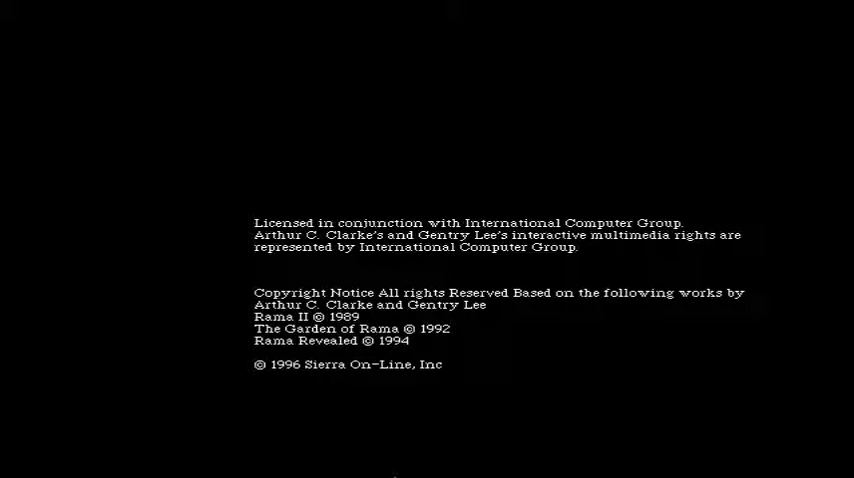 Licensed in conjunction with International Computer Group.
Arthur C. Clarke's and Gentry Lee's interactive multimedia rights are
represented by International Computer Group.
Copyright Notice All rights Reserved Based on the following works by
Arthur C. Clarke and Gentry Lee
Rama II © 1989
The Garden of Rama © 1992
Rama Revealed © 1994
© 1996 Sierra On-Line, Inc